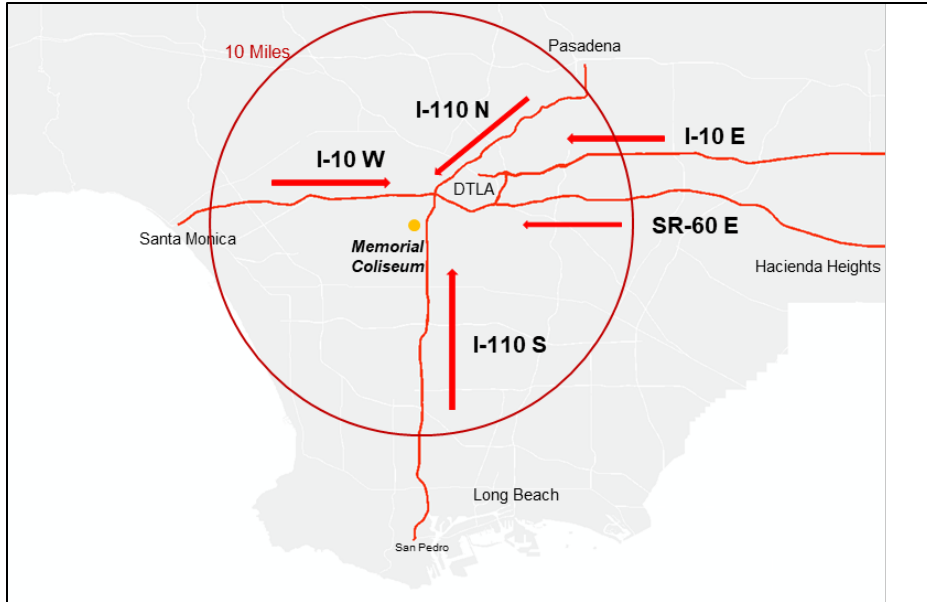 Pasadena
10 Miles
I-110 N
I-10 E
I-10 W
DTLA
SR-60 E
Santa Monica
Memorial
Coliseum
Hacienda Heights
I-110 S
Long Beach
San Pedro